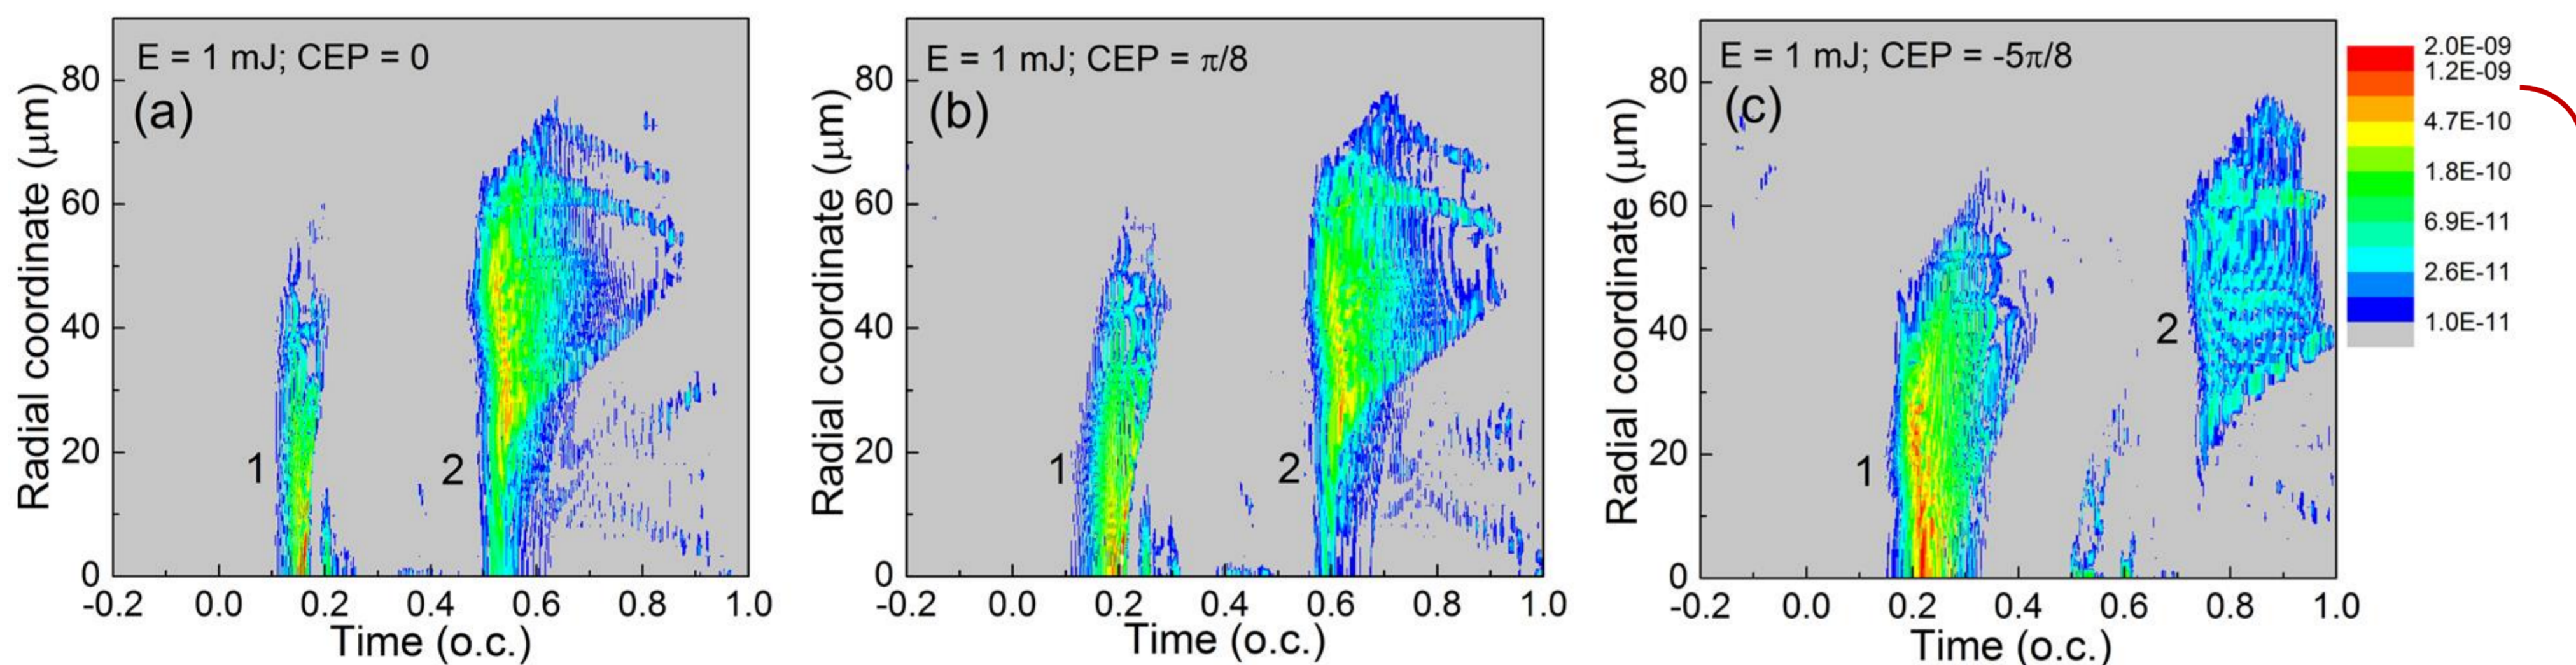 E = 1 mJ; CEP = 0
(a)
Radial coordinate (μm)
80
60
40
20
0
1
2
-0.2 0.0 0.2 0.4 0.6 0.8 1.0
Time (o.c.)
E = 1 mJ; CEP = π/8
(b)
Radial coordinate (μm)
80
60
40
20
0
1
2
-0.2 0.0 0.2 0.4 0.6 0.8 1.0
Time (o.c.)
E = 1 mJ; CEP = -5π/8
(c)
Radial coordinate (μm)
80
60
40
20
0
1
2
-0.2 0.0 0.2 0.4 0.6 0.8 1.0
Time (o.c.)
2.0E-09
1.2E-09
4.7E-10
1.8E-10
6.9E-11
2.6E-11
1.0E-11